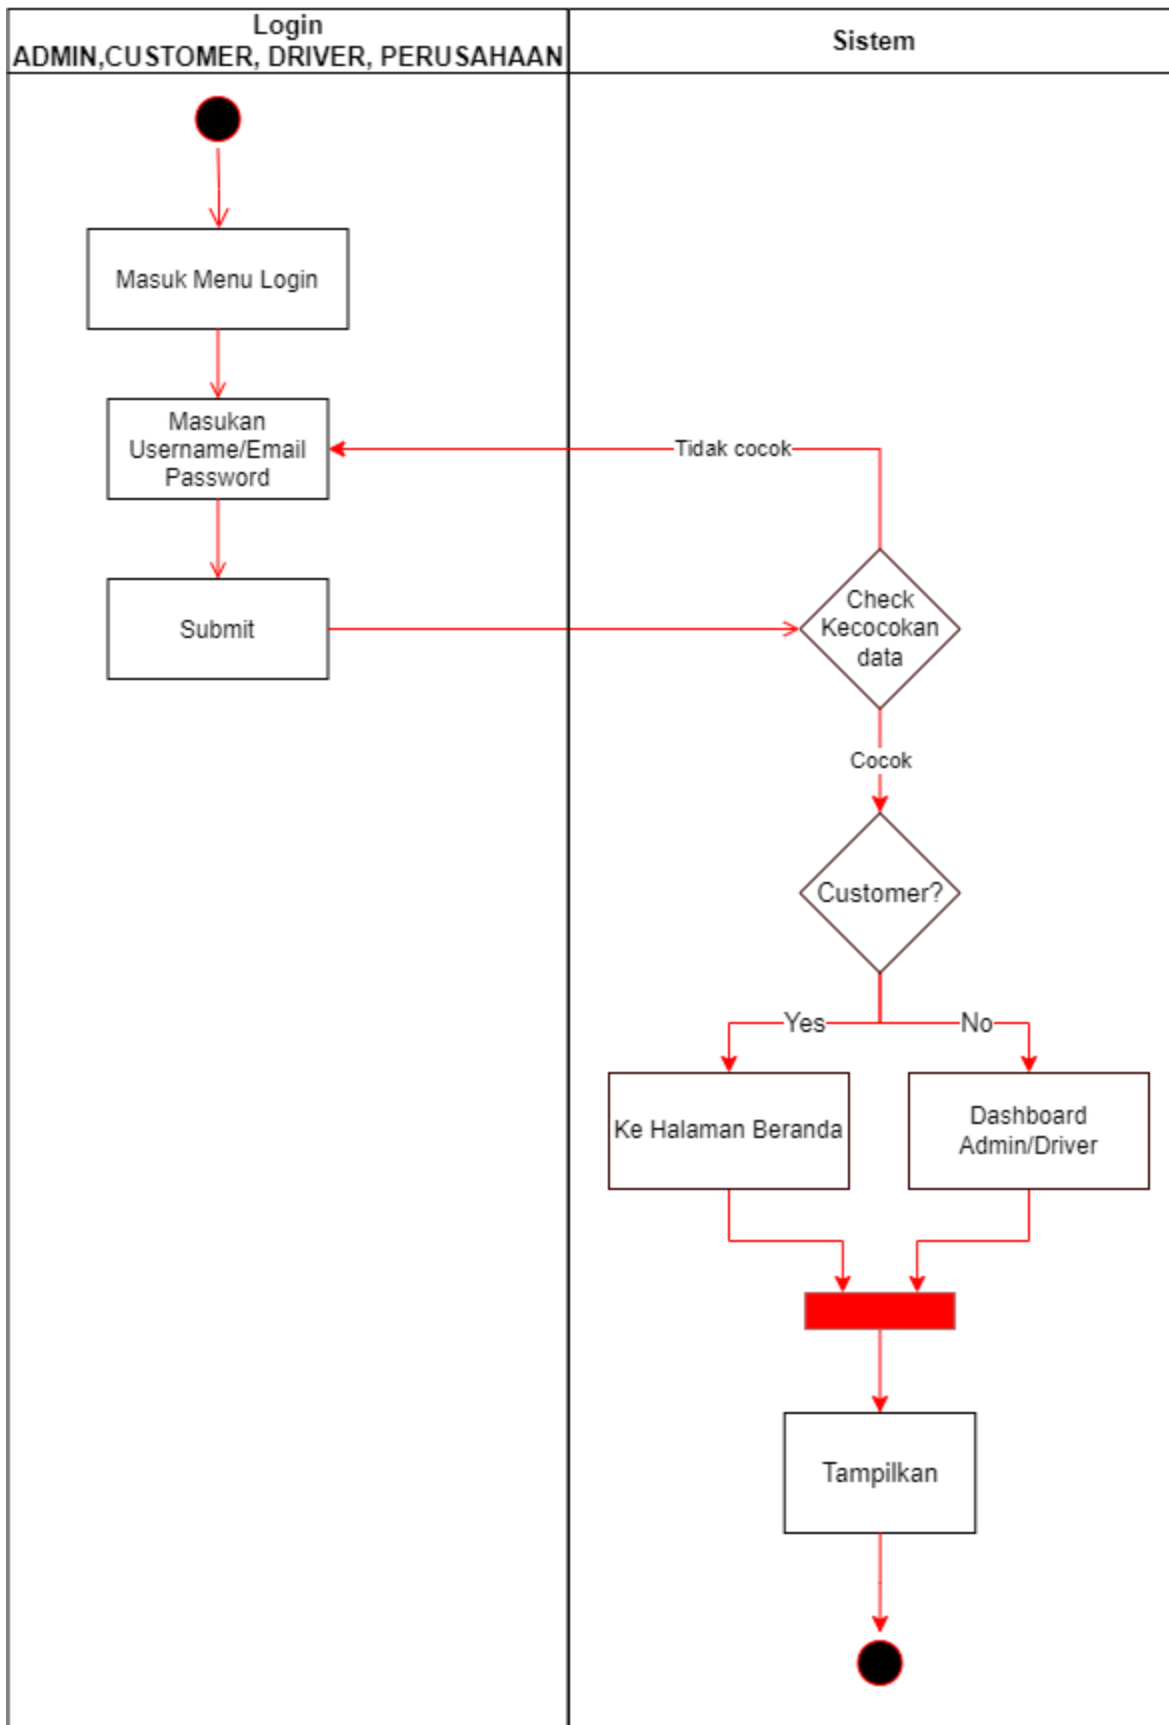 Login
ADMIN,CUSTOMER, DRIVER, PERUSAHAAN
Sistem
Masuk Menu Login
Masukan
Username/Email
Password
Tidak cocok
Submit
Check
Kecocokan
data
Cocok
Customer?
Yes
No
Ke Halaman Beranda
Dashboard
Admin/Driver
Tampilkan